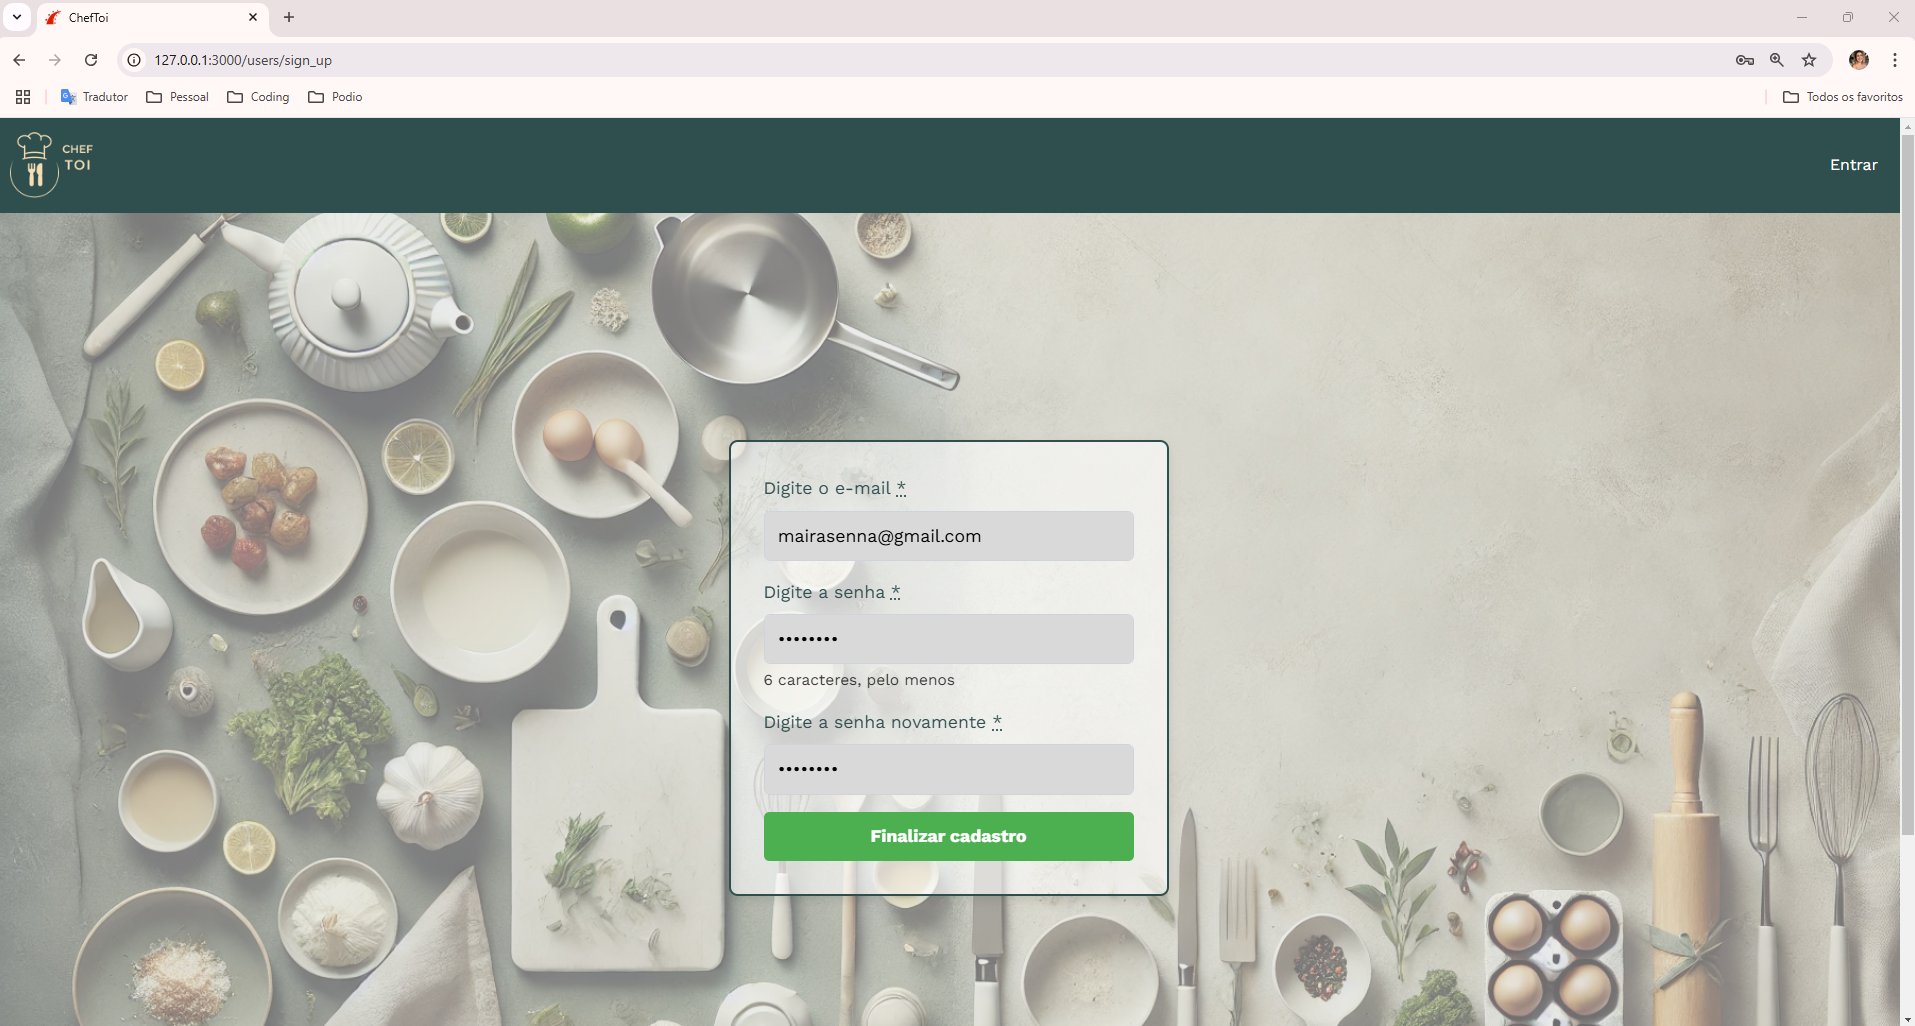 ChefToi
127.0.0.1:3000/users/sign_up
Tradutor Pessoal Coding Podio Todos os favoritos
CHEF
TOI
Entrar
Digite o e-mail *
mairasenna@gmail.com
Digite a senha *
••••••••
6 caracteres, pelo menos
Digite a senha novamente *
••••••••
Finalizar cadastro